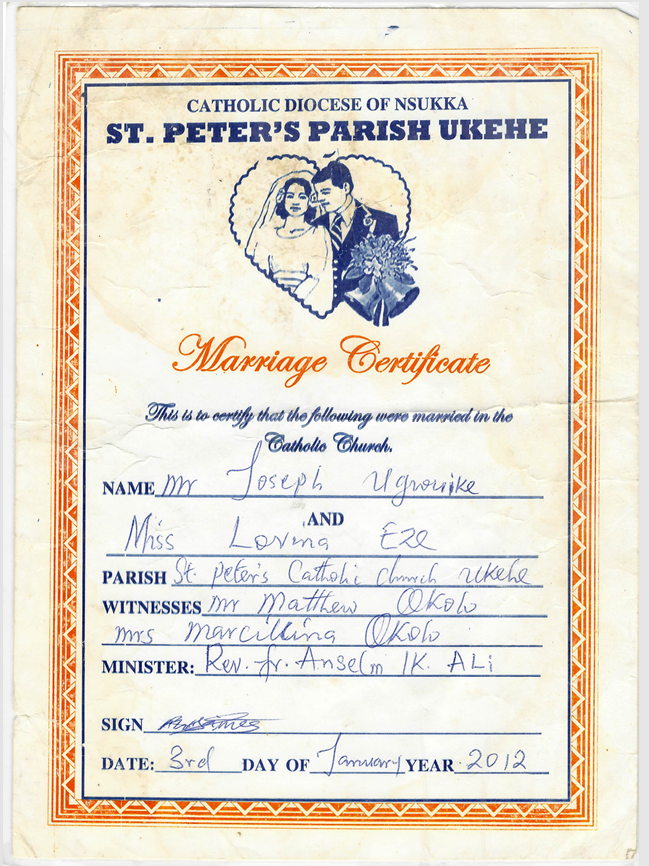 CATHOLIC DIOCESE OF NSUKKA
ST. PETER'S PARISH UKEHE
Marriage Certificate
This is to certify that the following were married in the
Catholic Church.
NAME Mr Joseph
AND
Miss Lovina EZE
PARISH St. Peter's Catholic church Ukehe
WITNESSES Mr Matthew Okolo
Mrs Marcillina Okolo
MINISTER: Rev. fr. Anselm IK. ALi
SIGN
DATE: 3rd DAY OF January YEAR 2012